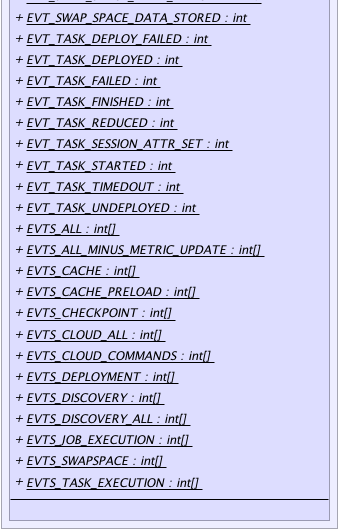 + EVT_SWAP_SPACE_DATA_STORED : int
+ EVT_TASK_DEPLOY_FAILED : int
+ EVT_TASK_DEPLOYED : int
+ EVT_TASK_FAILED : int
+ EVT_TASK_FINISHED : int
+ EVT_TASK_REDUCED : int
+ EVT_TASK_SESSION_ATTR_SET : int
+ EVT_TASK_STARTED : int
+ EVT_TASK_TIMEDOUT : int
+ EVT_TASK_UNDEPLOYED : int
+ EVTS_ALL : int[]
+ EVTS_ALL_MINUS_METRIC_UPDATE : int[]
+ EVTS_CACHE : int[]
+ EVTS_CACHE_PRELOAD : int[]
+ EVTS_CHECKPOINT : int[]
+ EVTS_CLOUD_ALL : int[]
+ EVTS_CLOUD_COMMANDS : int[]
+ EVTS_DEPLOYMENT : int[]
+ EVTS_DISCOVERY : int[]
+ EVTS_DISCOVERY_ALL : int[]
+ EVTS_JOB_EXECUTION : int[]
+ EVTS_SWAPSPACE : int[]
+ EVTS_TASK_EXECUTION : int[]